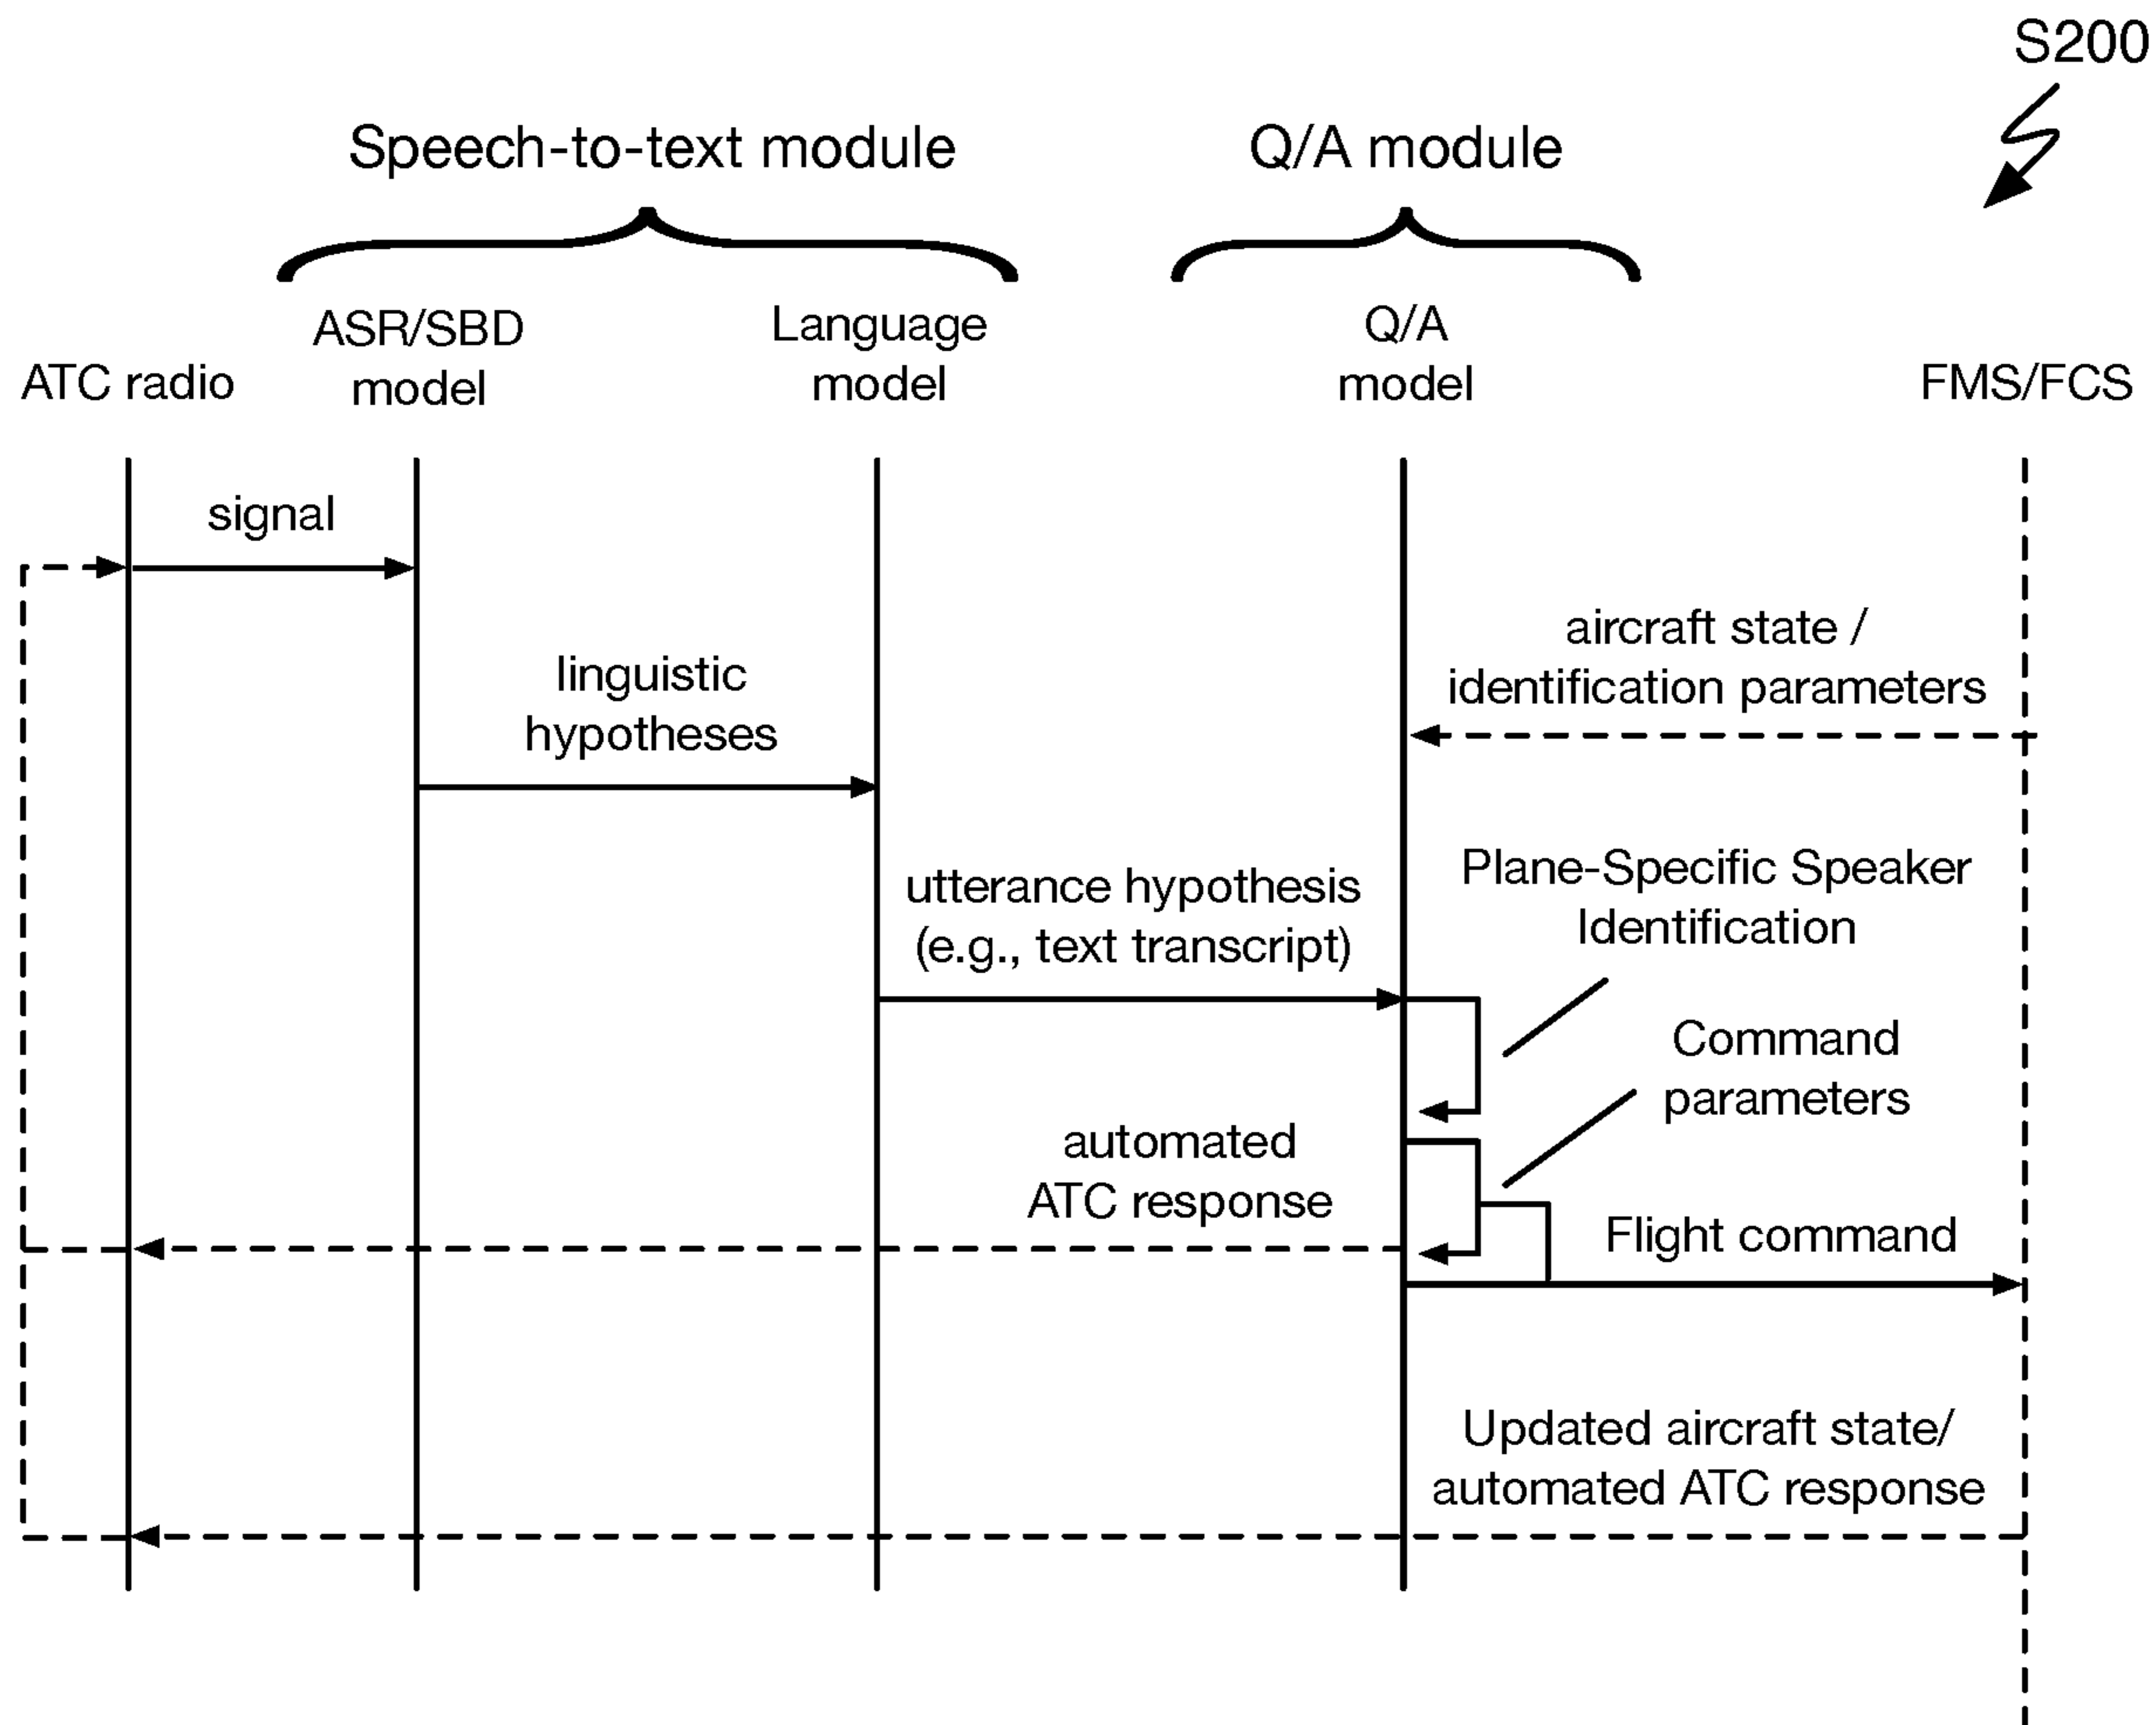 S200
Speech-to-text module
Q/A module
ATC radio
ASR/SBD
model
Language
model
Q/A
model
FMS/FCS
signal
aircraft state /
identification parameters
linguistic
hypotheses
Plane-Specific Speaker
Identification
utterance hypothesis
(e.g., text transcript)
Command
parameters
automated
ATC response
Flight command
Updated aircraft state/
automated ATC response